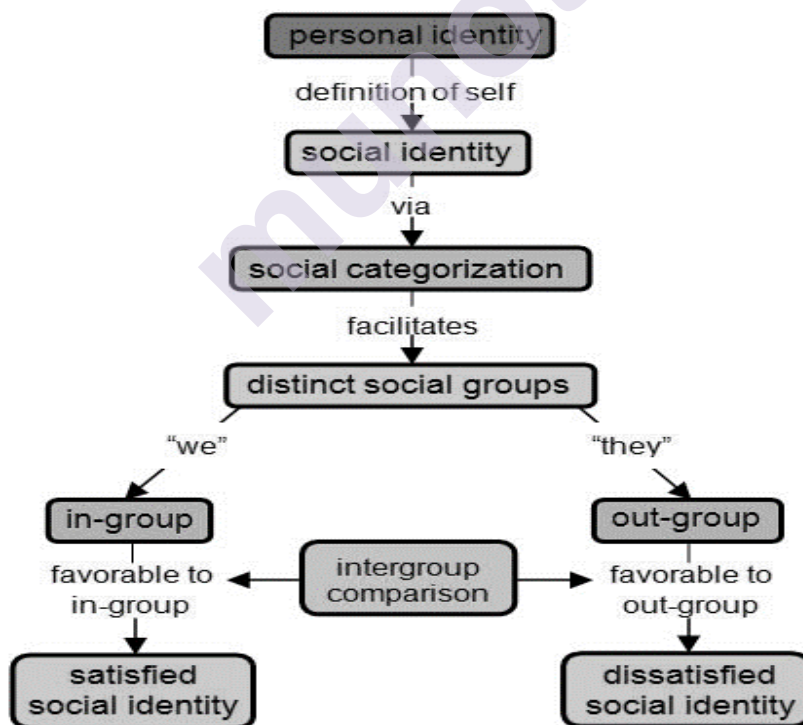 personal identity
definition of self
social identity
via
social categorization
facilitates
distinct social groups
“we”
“they”
in-group
out-group
favorable to
in-group
intergroup
comparison
favorable to
out-group
satisfied
social identity
dissatisfied
social identity